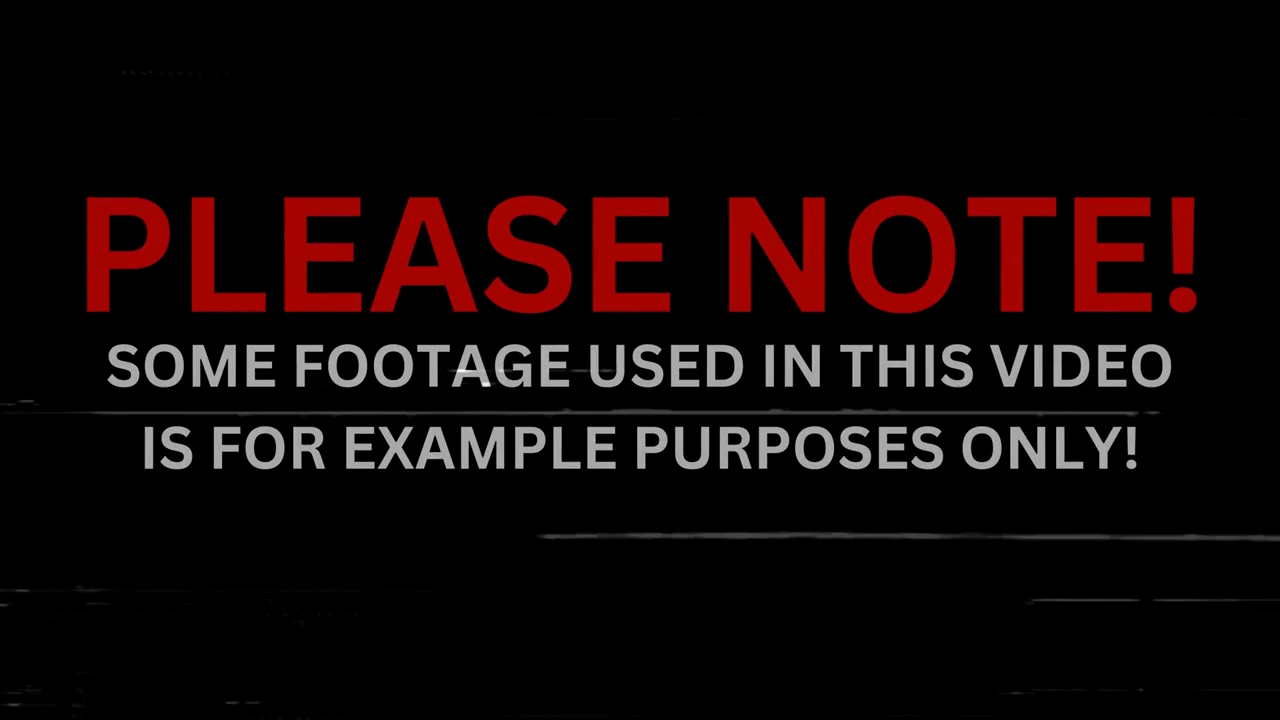 PLEASE NOTE!
SOME FOOTAGE USED IN THIS VIDEO
IS FOR EXAMPLE PURPOSES ONLY!